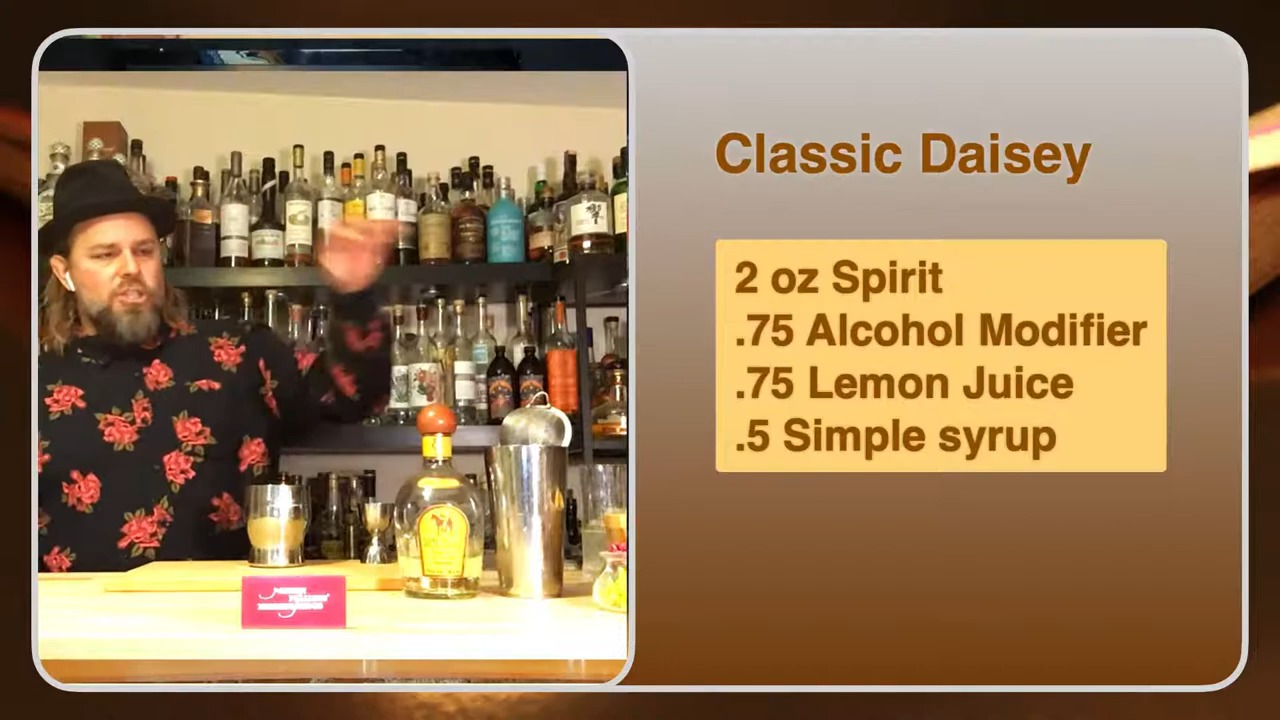 Classic Daisey
2 oz Spirit
.75 Alcohol Modifier
.75 Lemon Juice
.5 Simple syrup